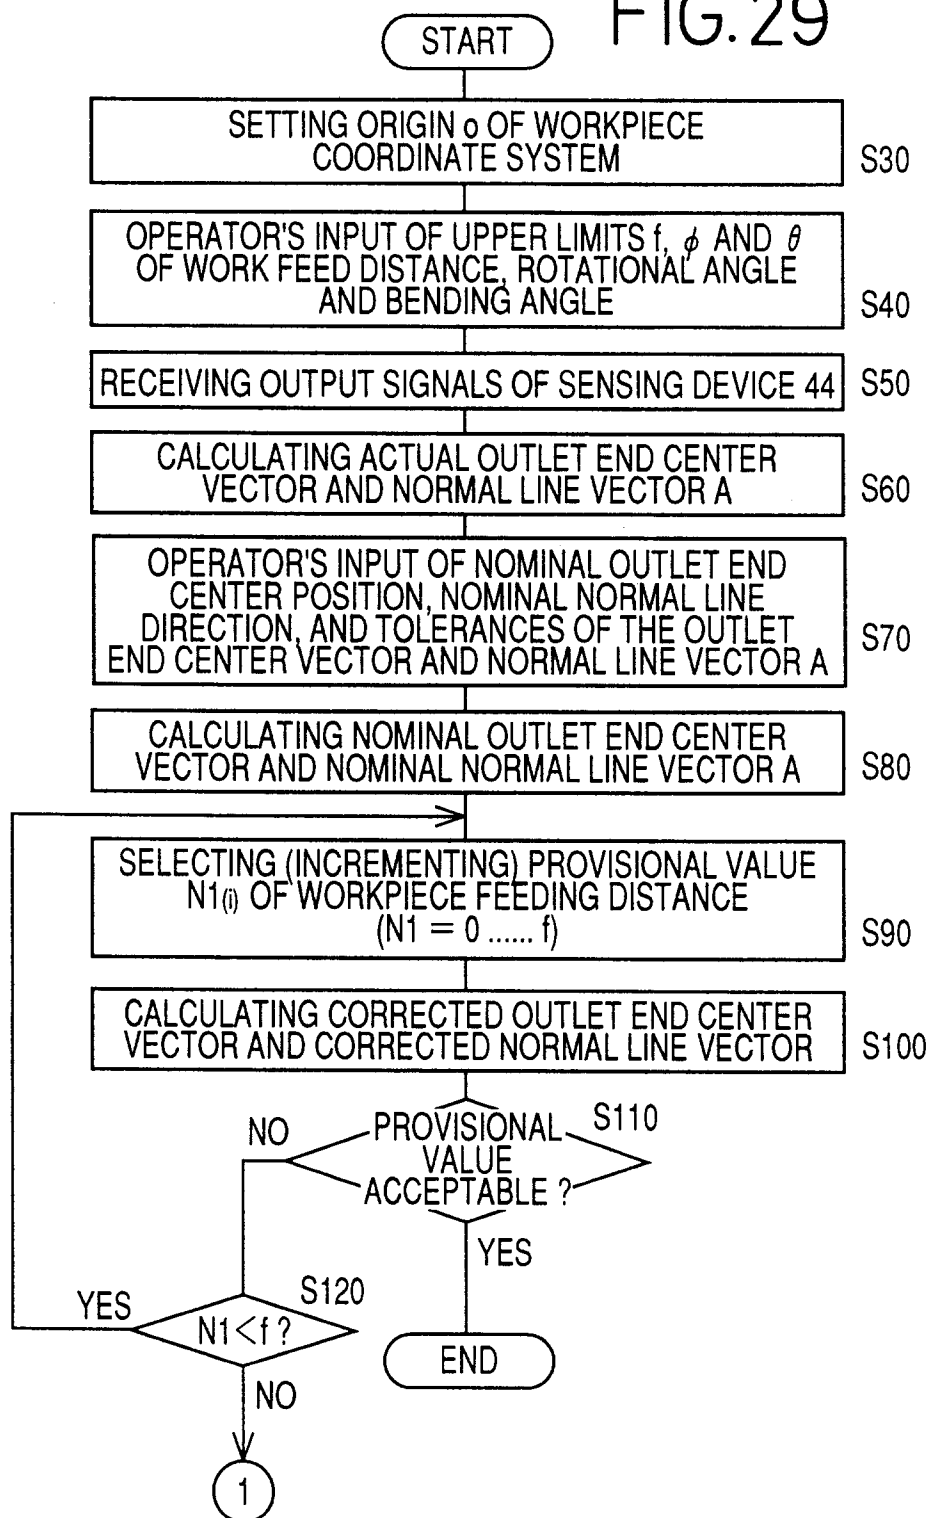 FIG.29
START
SETTING ORIGIN o OF WORKPIECE
COORDINATE SYSTEM
S30
OPERATOR'S INPUT OF UPPER LIMITS f, ϕ AND θ
OF WORK FEED DISTANCE, ROTATIONAL ANGLE
AND BENDING ANGLE
S40
RECEIVING OUTPUT SIGNALS OF SENSING DEVICE 44
S50
CALCULATING ACTUAL OUTLET END CENTER
VECTOR AND NORMAL LINE VECTOR A
S60
OPERATOR'S INPUT OF NOMINAL OUTLET END
CENTER POSITION, NOMINAL NORMAL LINE
DIRECTION, AND TOLERANCES OF THE OUTLET
END CENTER VECTOR AND NORMAL LINE VECTOR A
S70
CALCULATING NOMINAL OUTLET END CENTER
VECTOR AND NOMINAL NORMAL LINE VECTOR A
S80
SELECTING (INCREMENTING) PROVISIONAL VALUE
N1(i) OF WORKPIECE FEEDING DISTANCE
(N1 = 0 ...... f)
S90
CALCULATING CORRECTED OUTLET END CENTER
VECTOR AND CORRECTED NORMAL LINE VECTOR
S100
S110
NO
PROVISIONAL
VALUE
ACCEPTABLE ?
YES
S120
YES
N1<f ?
END
NO
1